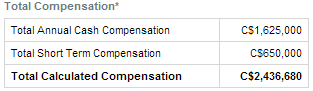 Total Compensation*
Total Annual Cash Compensation C$1,625,000
Total Short Term Compensation C$650,000
Total Calculated Compensation C$2,436,680